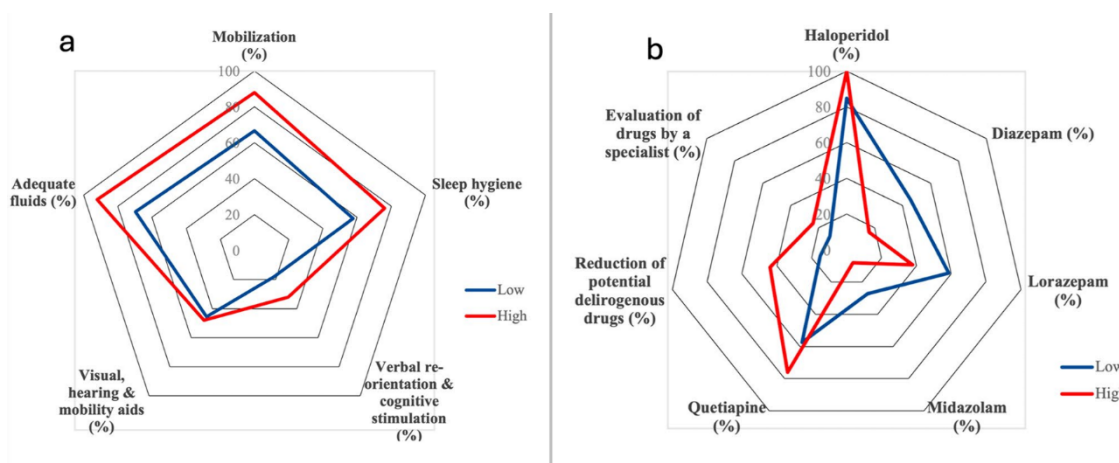 a
Mobilization
(%)
100
80
60
40
20
0
Sleep hygiene
(%)
Verbal re-
orientation &
cognitive
stimulation
(%)
Visual,
hearing &
mobility aids
(%)
Adequate
fluids (%)
Low
High
b
Haloperidol
(%)
100
80
60
40
20
0
Diazepam (%)
Lorazepam
(%)
Midazolam
(%)
Quetiapine
(%)
Reduction of
potential
delirogenous
drugs (%)
Evaluation of
drugs by a
specialist (%)
Low
High